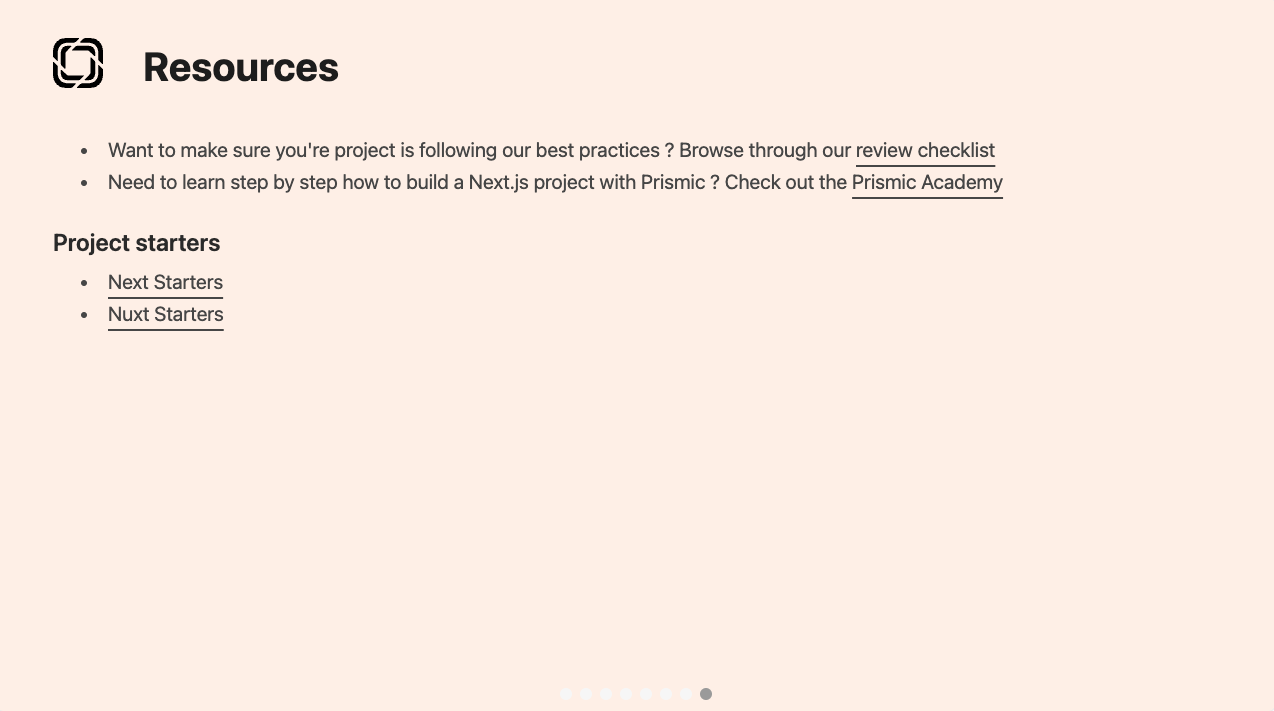 Resources
• Want to make sure you're project is following our best practices ? Browse through our review checklist
• Need to learn step by step how to build a Next.js project with Prismic ? Check out the Prismic Academy
Project starters
• Next Starters
• Nuxt Starters